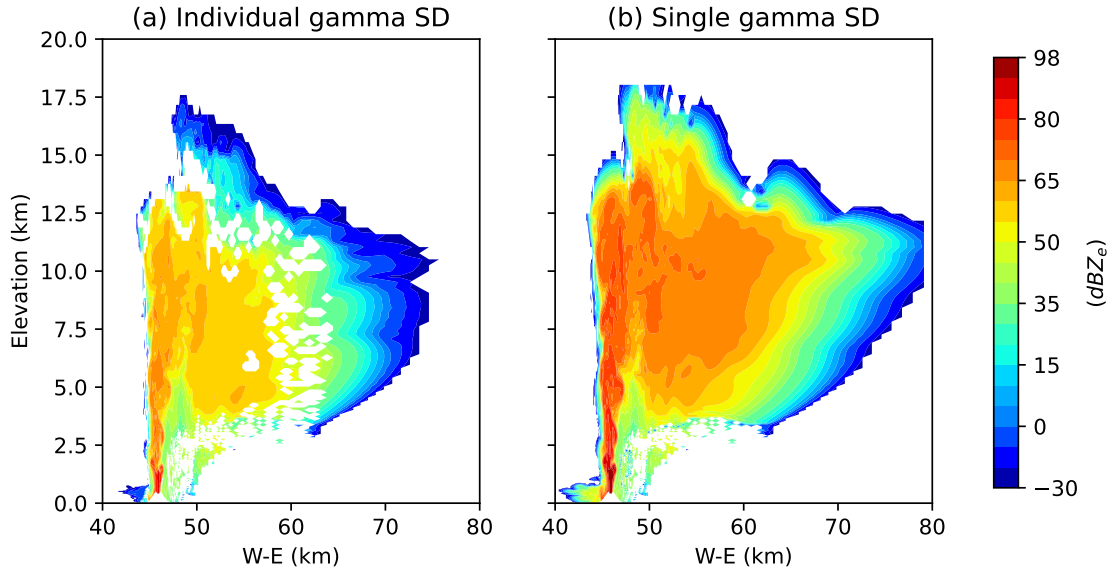 (a) Individual gamma SD
(b) Single gamma SD
20.0
17.5
15.0
12.5
10.0
7.5
5.0
2.5
0.0
Elevation (km)
40 50 60 70 80
W-E (km)
40 50 60 70 80
W-E (km)
98
80
65
50
35
15
0
−30
(dBZe)